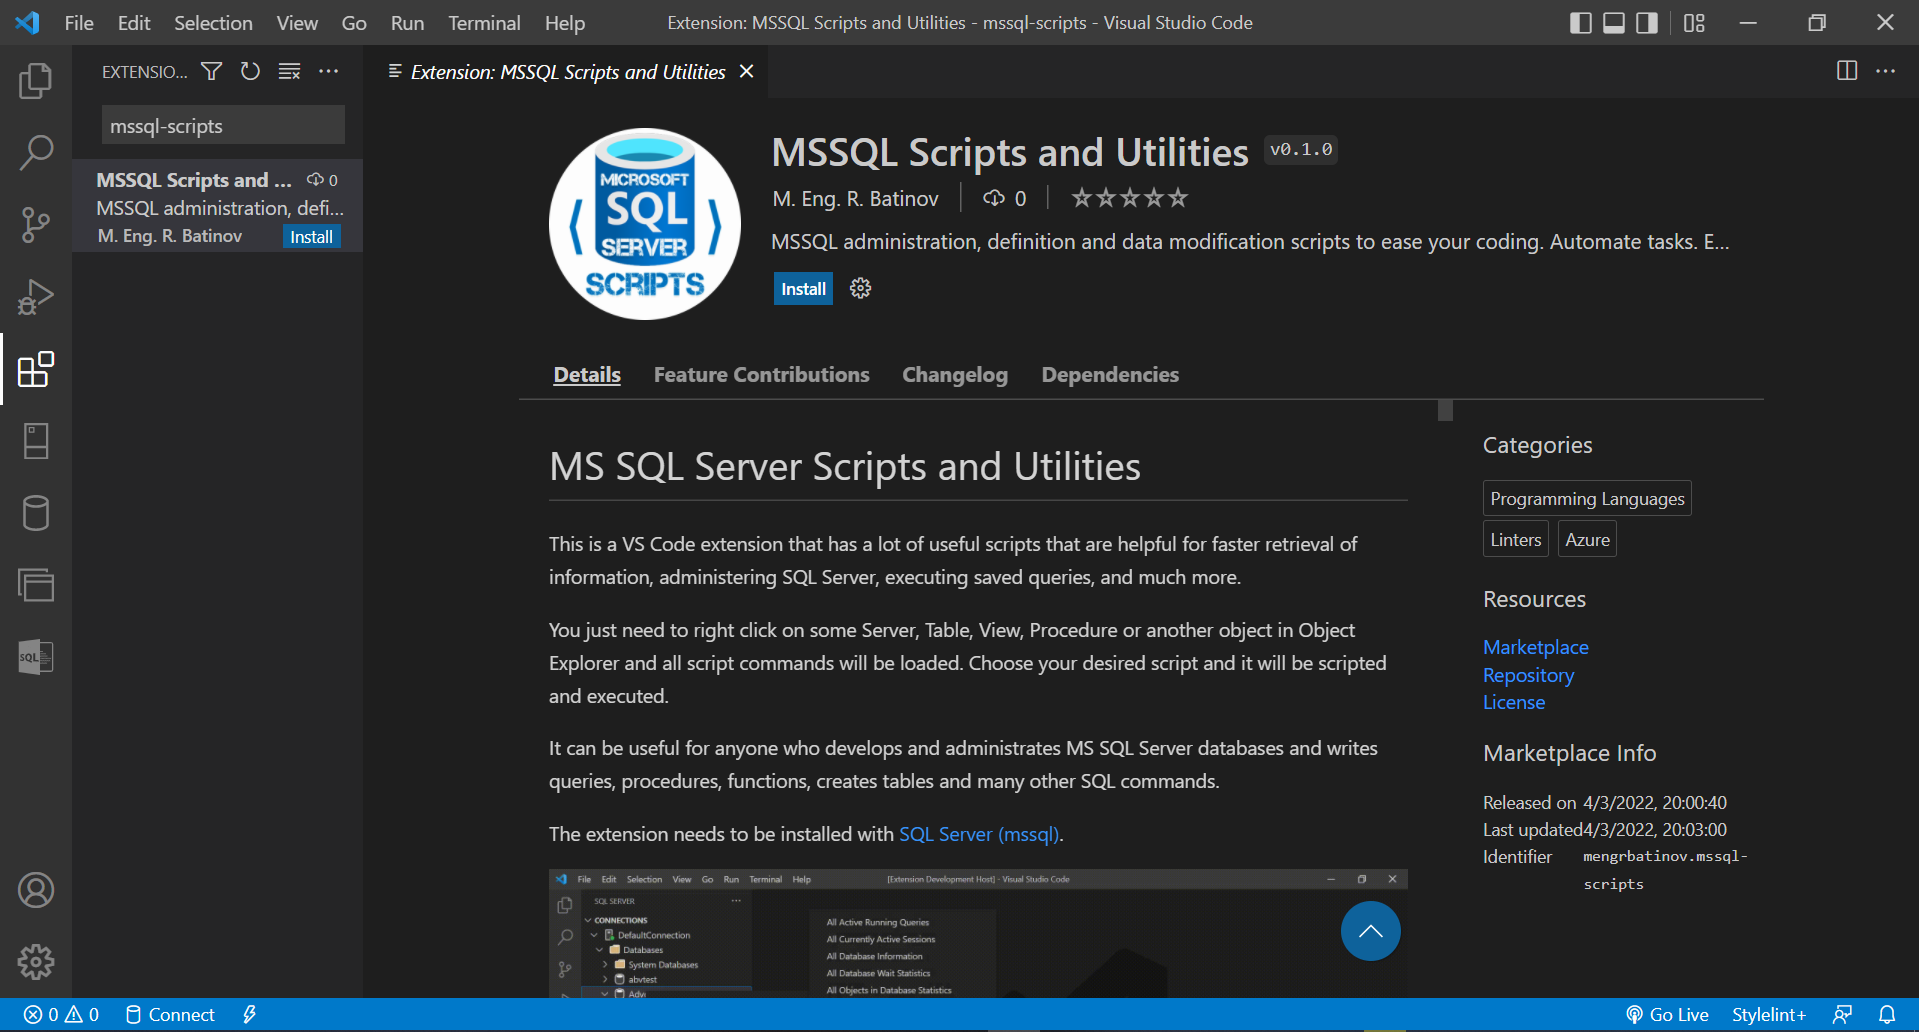 File Edit Selection View Go Run Terminal Help
Extension: MSSQL Scripts and Utilities - mssql-scripts - Visual Studio Code
EXTENSIO...
Extension: MSSQL Scripts and Utilities
mssql-scripts
MSSQL Scripts and ... 0
MSSQL administration, defi...
M. Eng. R. Batinov Install
MICROSOFT
SQL
SERVER
SCRIPTS
MSSQL Scripts and Utilities v0.1.0
M. Eng. R. Batinov 0
MSSQL administration, definition and data modification scripts to ease your coding. Automate tasks. E...
Install
Details Feature Contributions Changelog Dependencies
MS SQL Server Scripts and Utilities
This is a VS Code extension that has a lot of useful scripts that are helpful for faster retrieval of
information, administering SQL Server, executing saved queries, and much more.
You just need to right click on some Server, Table, View, Procedure or another object in Object
Explorer and all script commands will be loaded. Choose your desired script and it will be scripted
and executed.
It can be useful for anyone who develops and administrates MS SQL Server databases and writes
queries, procedures, functions, creates tables and many other SQL commands.
The extension needs to be installed with SQL Server (mssql).
File Edit Selection View Go Run Terminal Help
[Extension Development Host] - Visual Studio Code
SQL SERVER
CONNECTIONS
DefaultConnection
Databases
System Databases
abvtest
Adv
All Active Running Queries
All Currently Active Sessions
All Database Information
All Database Wait Statistics
All Objects in Database Statistics
Categories
Programming Languages
Linters Azure
Resources
Marketplace
Repository
License
Marketplace Info
Released on 4/3/2022, 20:00:40
Last updated 4/3/2022, 20:03:00
Identifier mengrbatinov.mssql-
scripts
SQL
0 0 Connect
Go Live Stylelint+